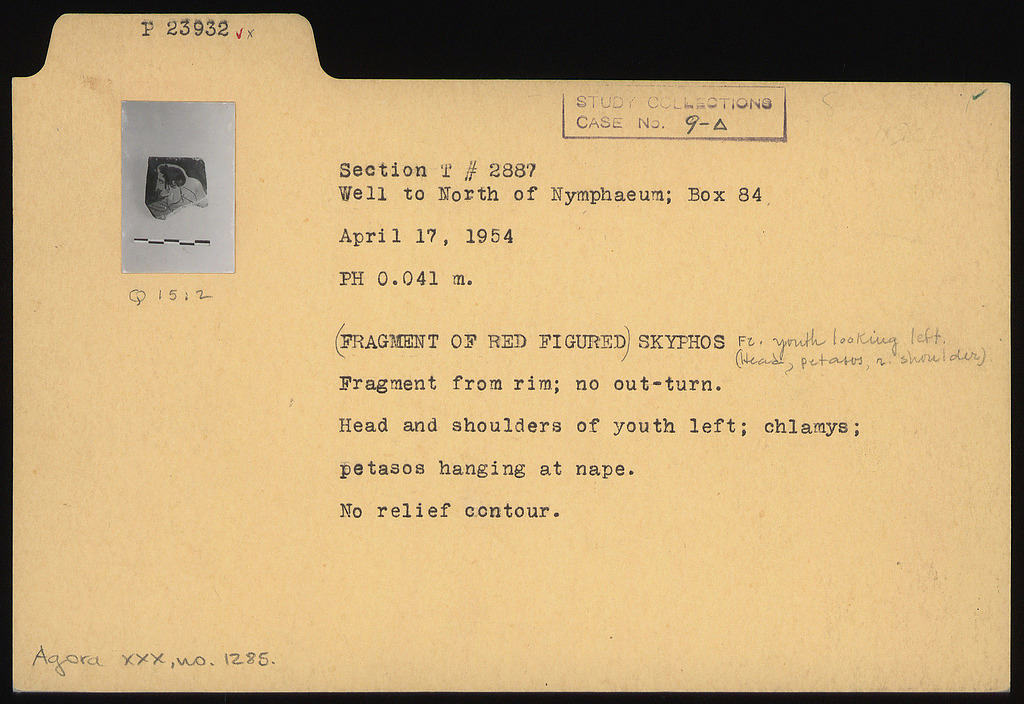 P 23932 ✓x
STUDY COLLECTIONS
CASE No. 9-Δ
Section T # 2887
Well to North of Nymphaeum; Box 84
April 17, 1954
PH 0.041 m.
Q 15:2
(FRAGMENT OF RED FIGURED) SKYPHOS Fr. youth looking left.
(Head, petasos, r. shoulder)
Fragment from rim; no out-turn.
Head and shoulders of youth left; chlamys;
petasos hanging at nape.
No relief contour.
Agora XXX, no. 1285.